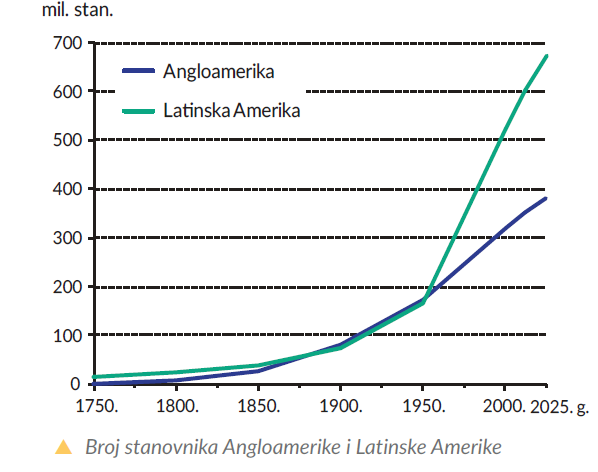 mil. stan.
700
Angloamerika
600
Latinska Amerika
500
400
300
200
100
0
1750. 1800. 1850. 1900. 1950. 2000. 2025. g.
Broj stanovnika Angloamerike i Latinske Amerike